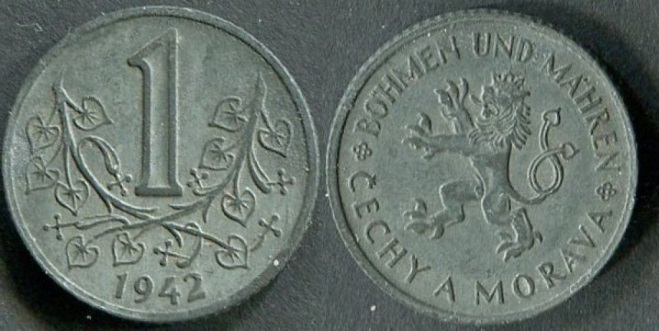 1
1942
BÖHMEN UND MÄHREN
ČECHY A MORAVA